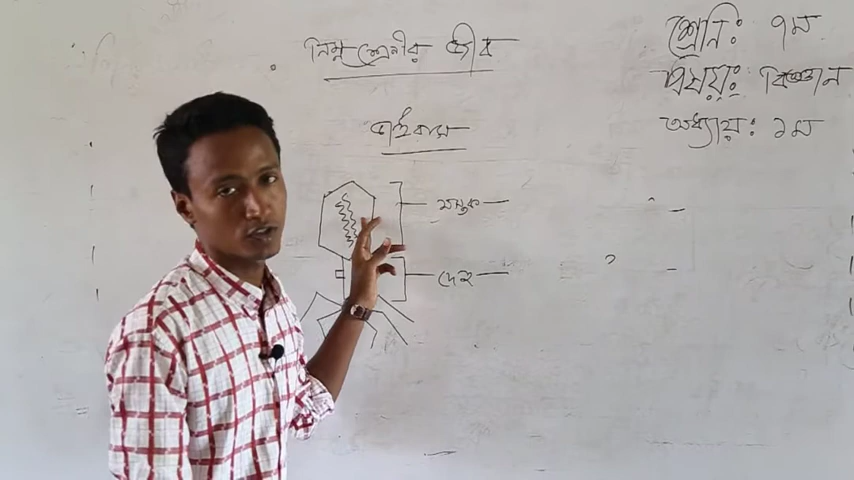 নিম্ন শ্রেনীর জীব
ভাইরাস
মস্তক
দেহ
শ্রেনি: ৭ম
বিষয়: বিজ্ঞান
অধ্যায়: ১ম